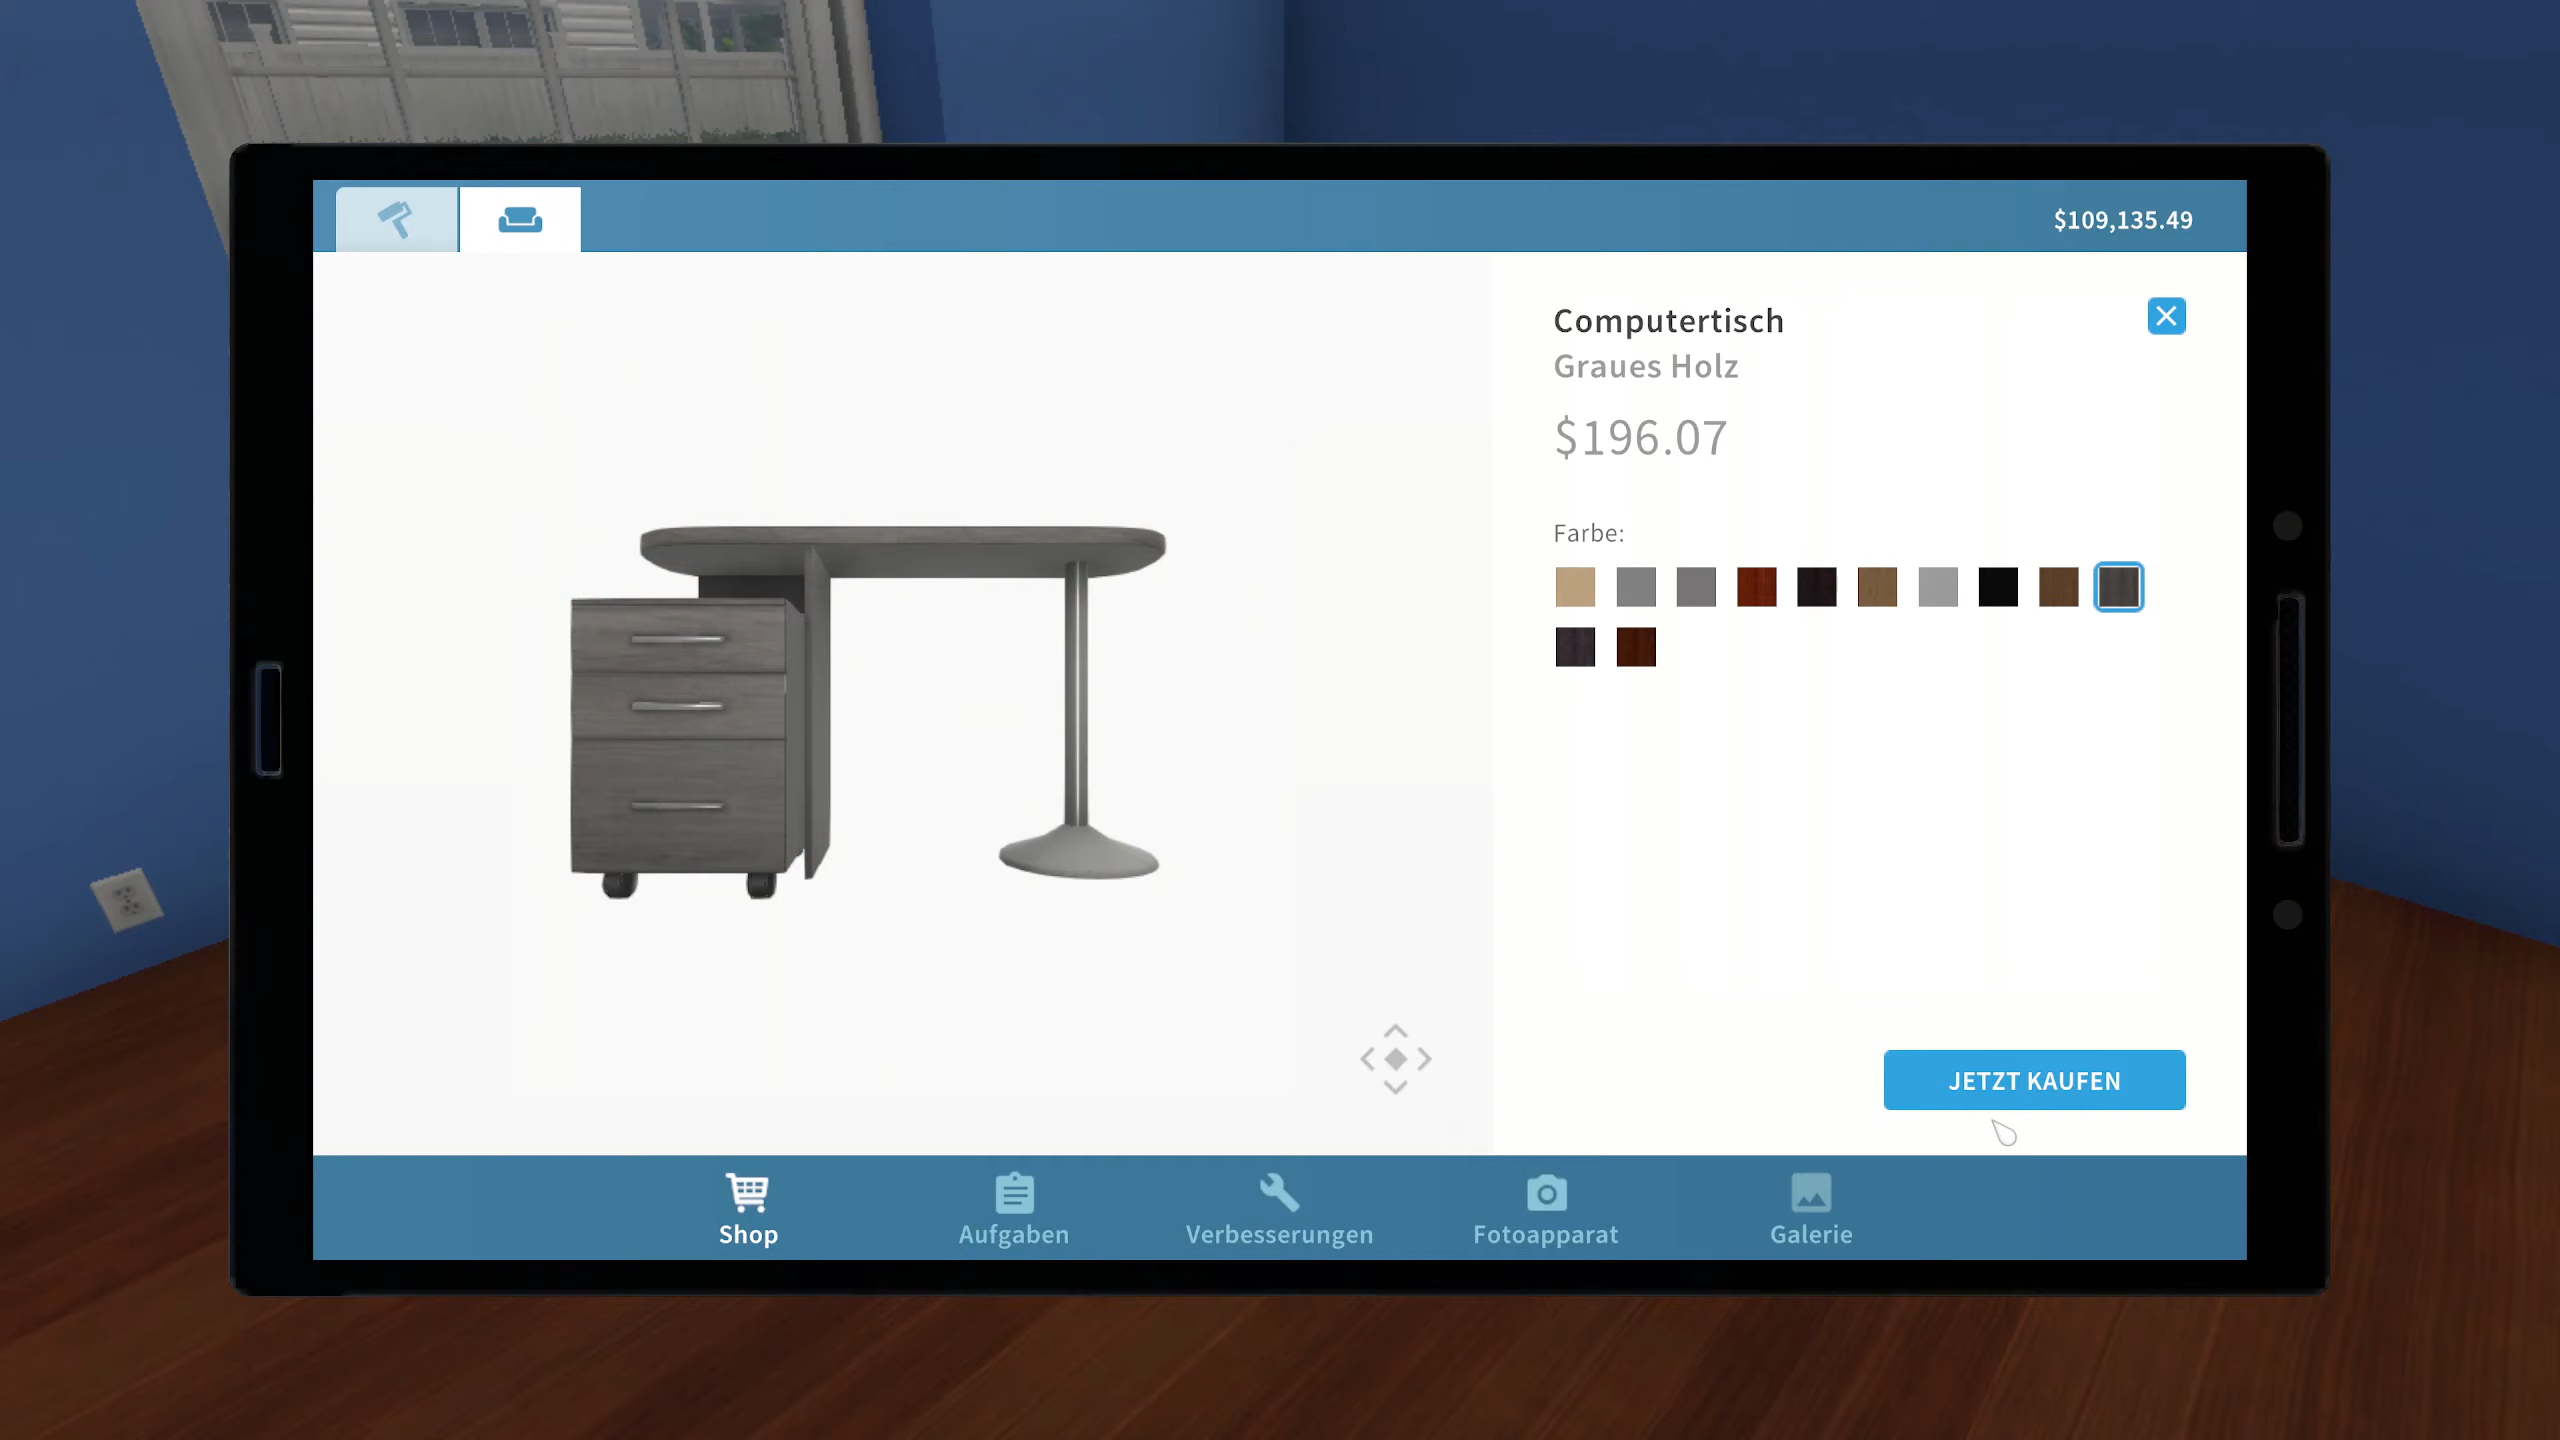 $109,135.49
Computertisch
Graues Holz
$196.07
Farbe:
JETZT KAUFEN
Shop
Aufgaben
Verbesserungen
Fotoapparat
Galerie